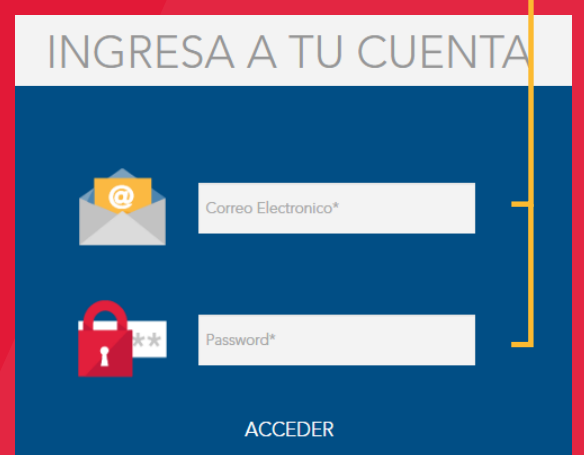 INGRESA A TU CUENTA
@
Correo Electronico*
**
Password*
ACCEDER